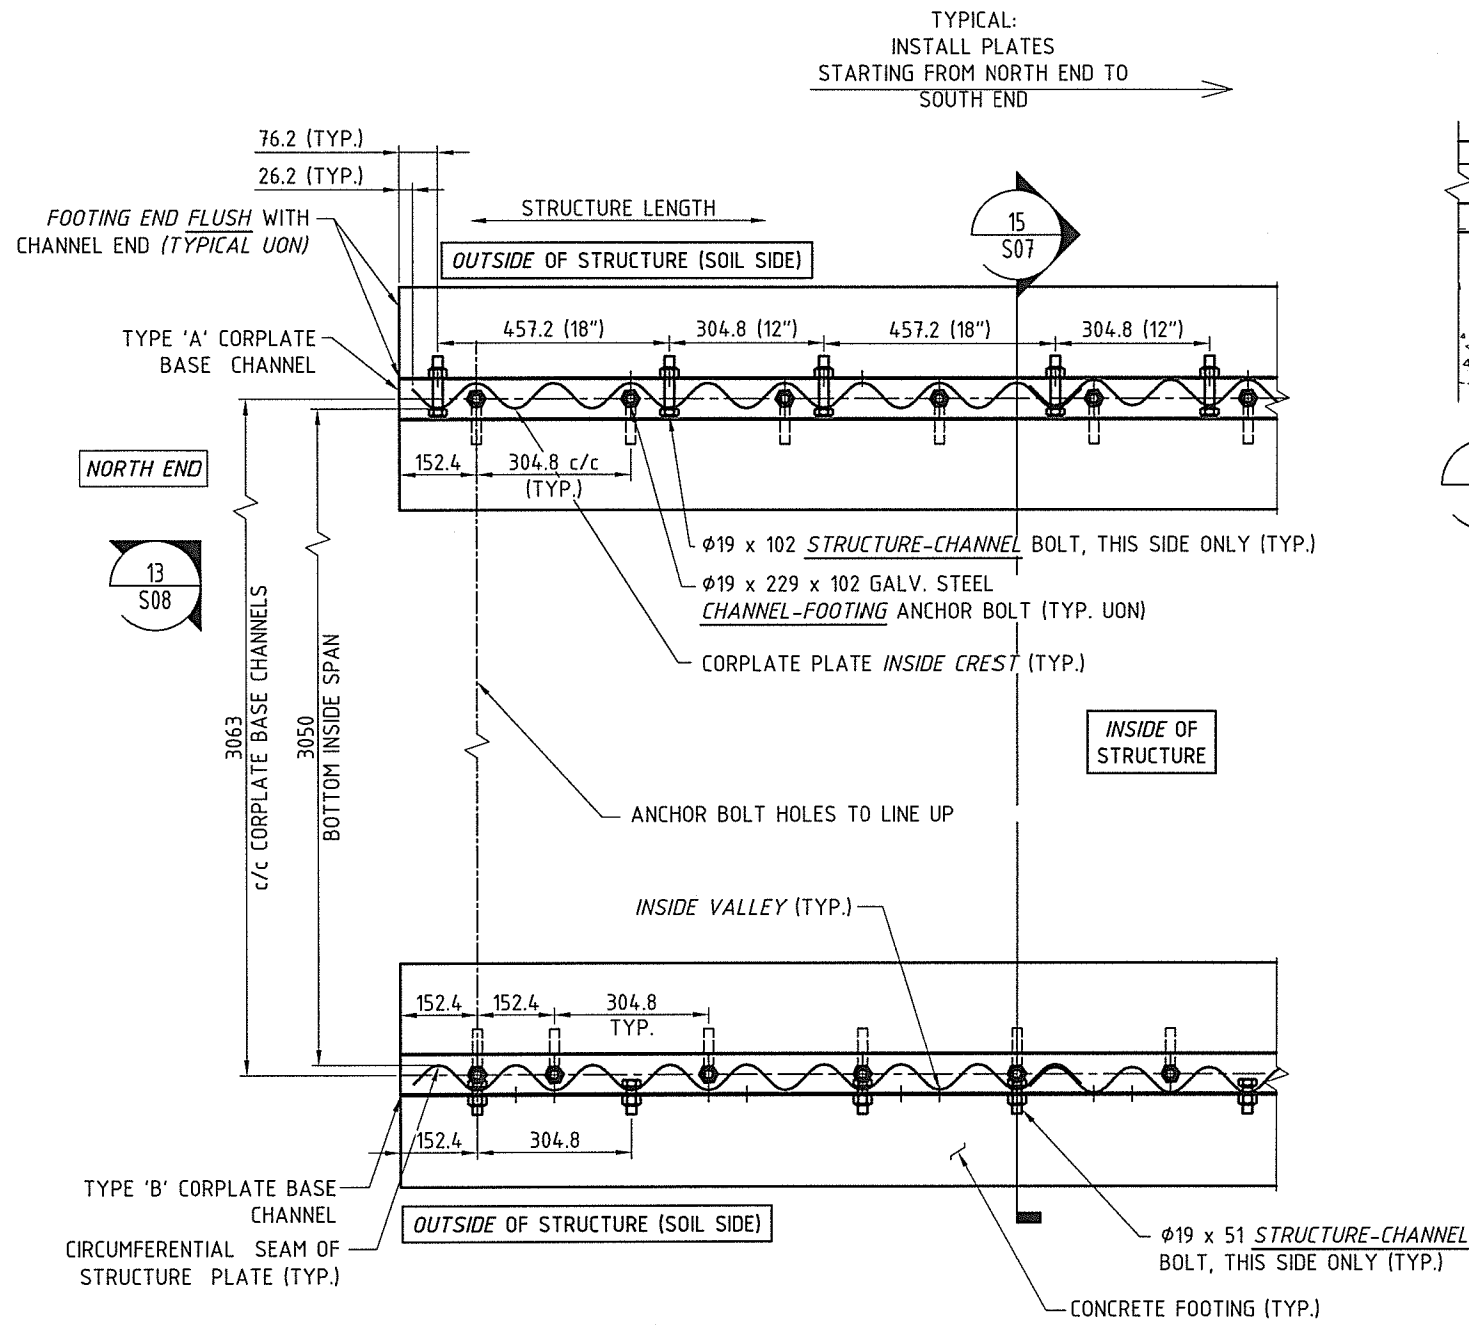 TYPICAL:
INSTALL PLATES
STARTING FROM NORTH END TO
SOUTH END
76.2 (TYP.)
26.2 (TYP.)
FOOTING END FLUSH WITH
CHANNEL END (TYPICAL UON)
STRUCTURE LENGTH
15
S07
OUTSIDE OF STRUCTURE (SOIL SIDE)
TYPE 'A' CORPLATE
BASE CHANNEL
457.2 (18")
304.8 (12")
457.2 (18")
304.8 (12")
NORTH END
152.4
304.8 c/c
(TYP.)
13
S08
Φ19 x 102 STRUCTURE-CHANNEL BOLT, THIS SIDE ONLY (TYP.)
Φ19 x 229 x 102 GALV. STEEL
CHANNEL-FOOTING ANCHOR BOLT (TYP. UON)
CORPLATE PLATE INSIDE CREST (TYP.)
3063
c/c CORPLATE BASE CHANNELS
3050
BOTTOM INSIDE SPAN
INSIDE OF
STRUCTURE
ANCHOR BOLT HOLES TO LINE UP
INSIDE VALLEY (TYP.)
152.4
152.4
304.8
TYP.
152.4
304.8
TYPE 'B' CORPLATE BASE
CHANNEL
OUTSIDE OF STRUCTURE (SOIL SIDE)
CIRCUMFERENTIAL SEAM OF
STRUCTURE PLATE (TYP.)
Φ19 x 51 STRUCTURE-CHANNEL
BOLT, THIS SIDE ONLY (TYP.)
CONCRETE FOOTING (TYP.)